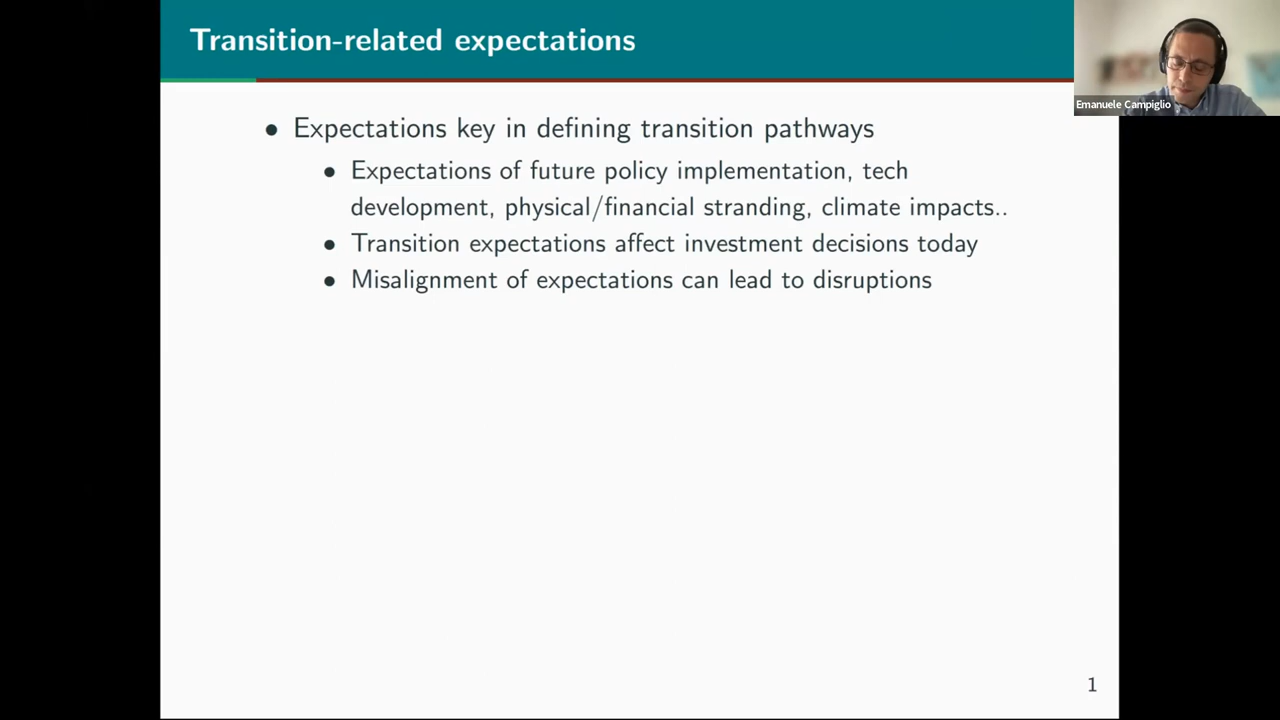 Transition-related expectations
Emanuele Campiglio
• Expectations key in defining transition pathways
• Expectations of future policy implementation, tech
development, physical/financial stranding, climate impacts..
• Transition expectations affect investment decisions today
• Misalignment of expectations can lead to disruptions
1